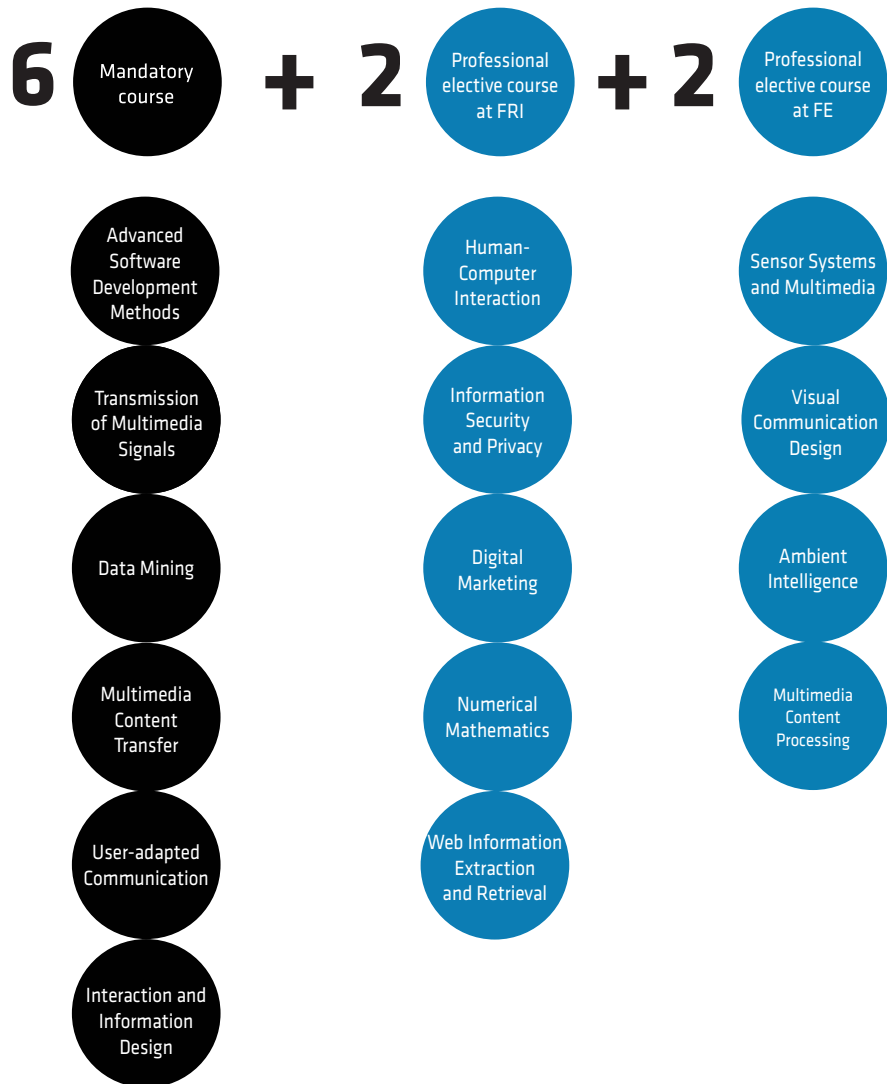 6
Mandatory
course
+
2
Professional
elective course
at FRI
+
2
Professional
elective course
at FE
Advanced
Software
Development
Methods
Transmission
of Multimedia
Signals
Data Mining
Multimedia
Content
Transfer
User-adapted
Communication
Interaction and
Information
Design
Human-
Computer
Interaction
Information
Security
and Privacy
Digital
Marketing
Numerical
Mathematics
Web Information
Extraction
and Retrieval
Sensor Systems
and Multimedia
Visual
Communication
Design
Ambient
Intelligence
Multimedia
Content
Processing